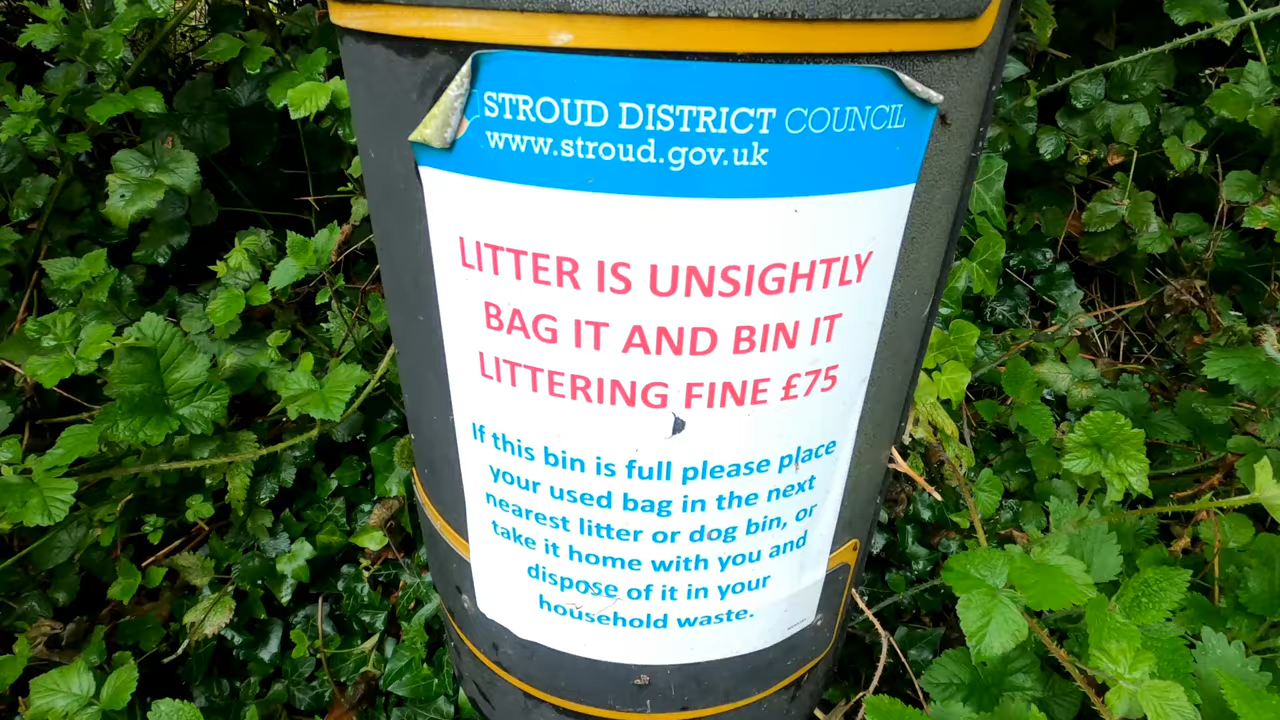 STROUD DISTRICT COUNCIL
www.stroud.gov.uk
LITTER IS UNSIGHTLY
BAG IT AND BIN IT
LITTERING FINE £75
If this bin is full please place
your used bag in the next
nearest litter or dog bin, or
take it home with you and
dispose of it in your
household waste.